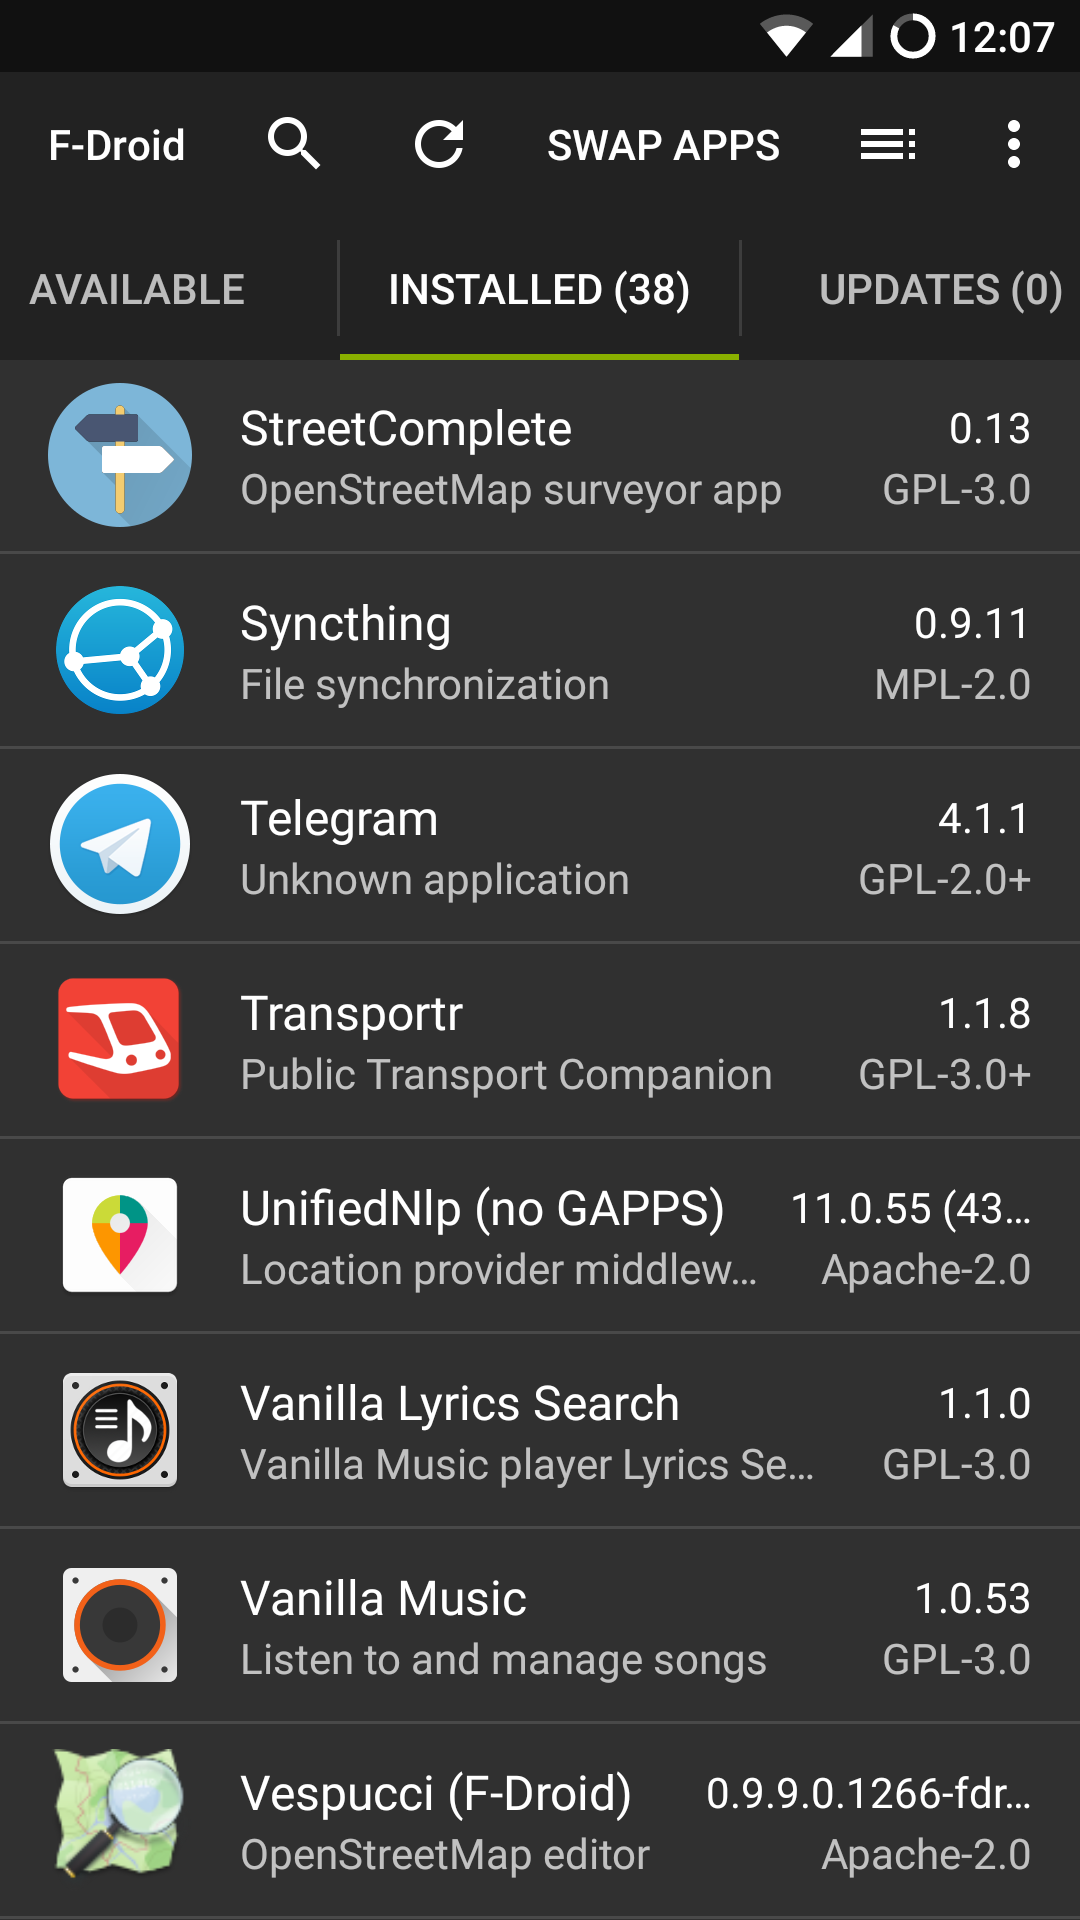 12:07
F-Droid SWAP APPS
AVAILABLE INSTALLED (38) UPDATES (0)
StreetComplete 0.13
OpenStreetMap surveyor app GPL-3.0
Syncthing 0.9.11
File synchronization MPL-2.0
Telegram 4.1.1
Unknown application GPL-2.0+
Transportr 1.1.8
Public Transport Companion GPL-3.0+
UnifiedNlp (no GAPPS) 11.0.55 (43…
Location provider middlew… Apache-2.0
Vanilla Lyrics Search 1.1.0
Vanilla Music player Lyrics Se… GPL-3.0
Vanilla Music 1.0.53
Listen to and manage songs GPL-3.0
Vespucci (F-Droid) 0.9.9.0.1266-fdr…
OpenStreetMap editor Apache-2.0